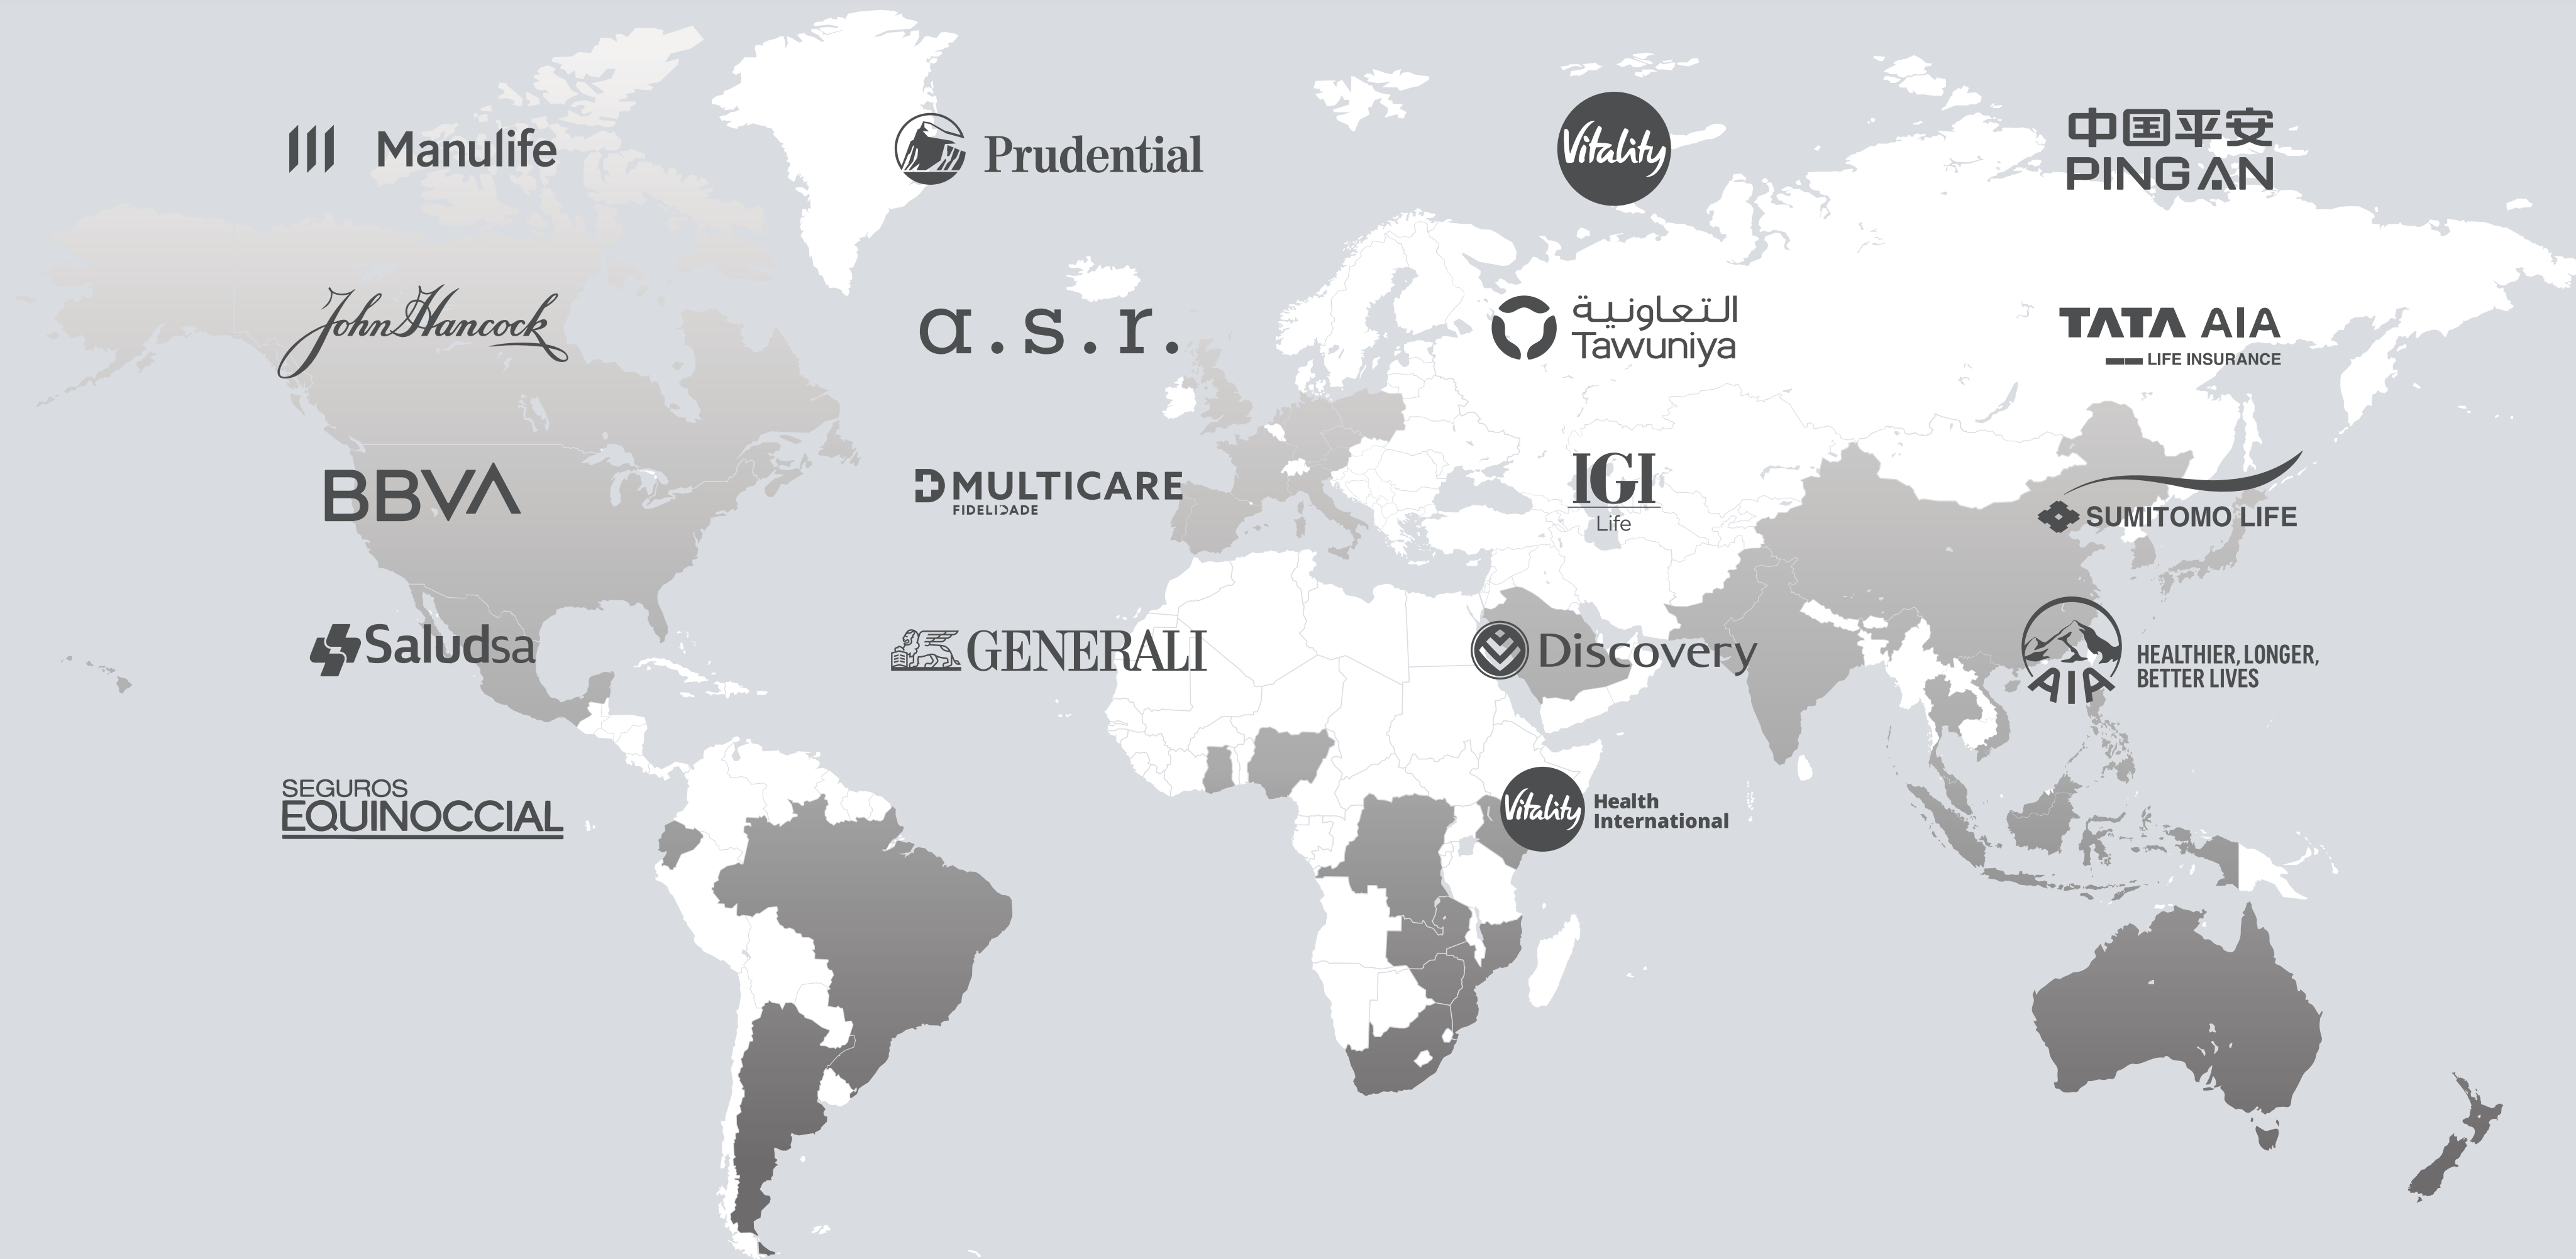 Manulife
Prudential
Vitality
中国平安
PING AN
John Hancock
a.s.r.
التعاونية
Tawuniya
TATA AIA
LIFE INSURANCE
BBVA
MULTICARE
FIDELIDADE
IGI
Life
SUMITOMO LIFE
Saludsa
GENERALI
Discovery
AIA
HEALTHIER, LONGER,
BETTER LIVES
SEGUROS
EQUINOCCIAL
Vitality
Health
International